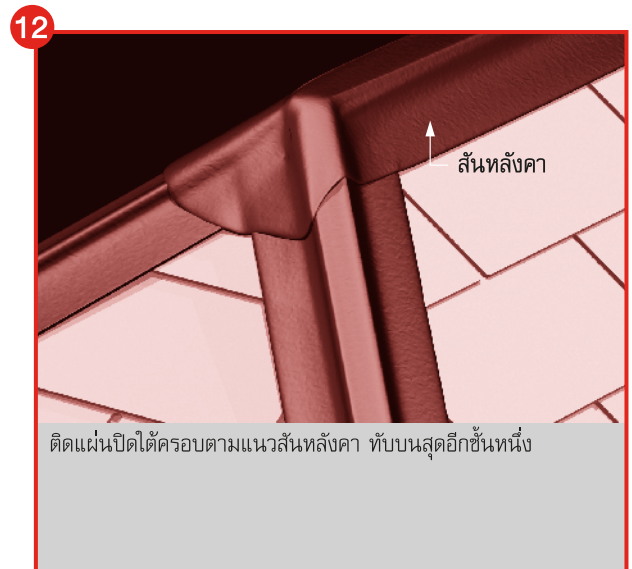 12
สันหลังคา
ติดแผ่นปิดใต้ครอบตามแนวสันหลังคา ทับบนสุดอีกชั้นหนึ่ง